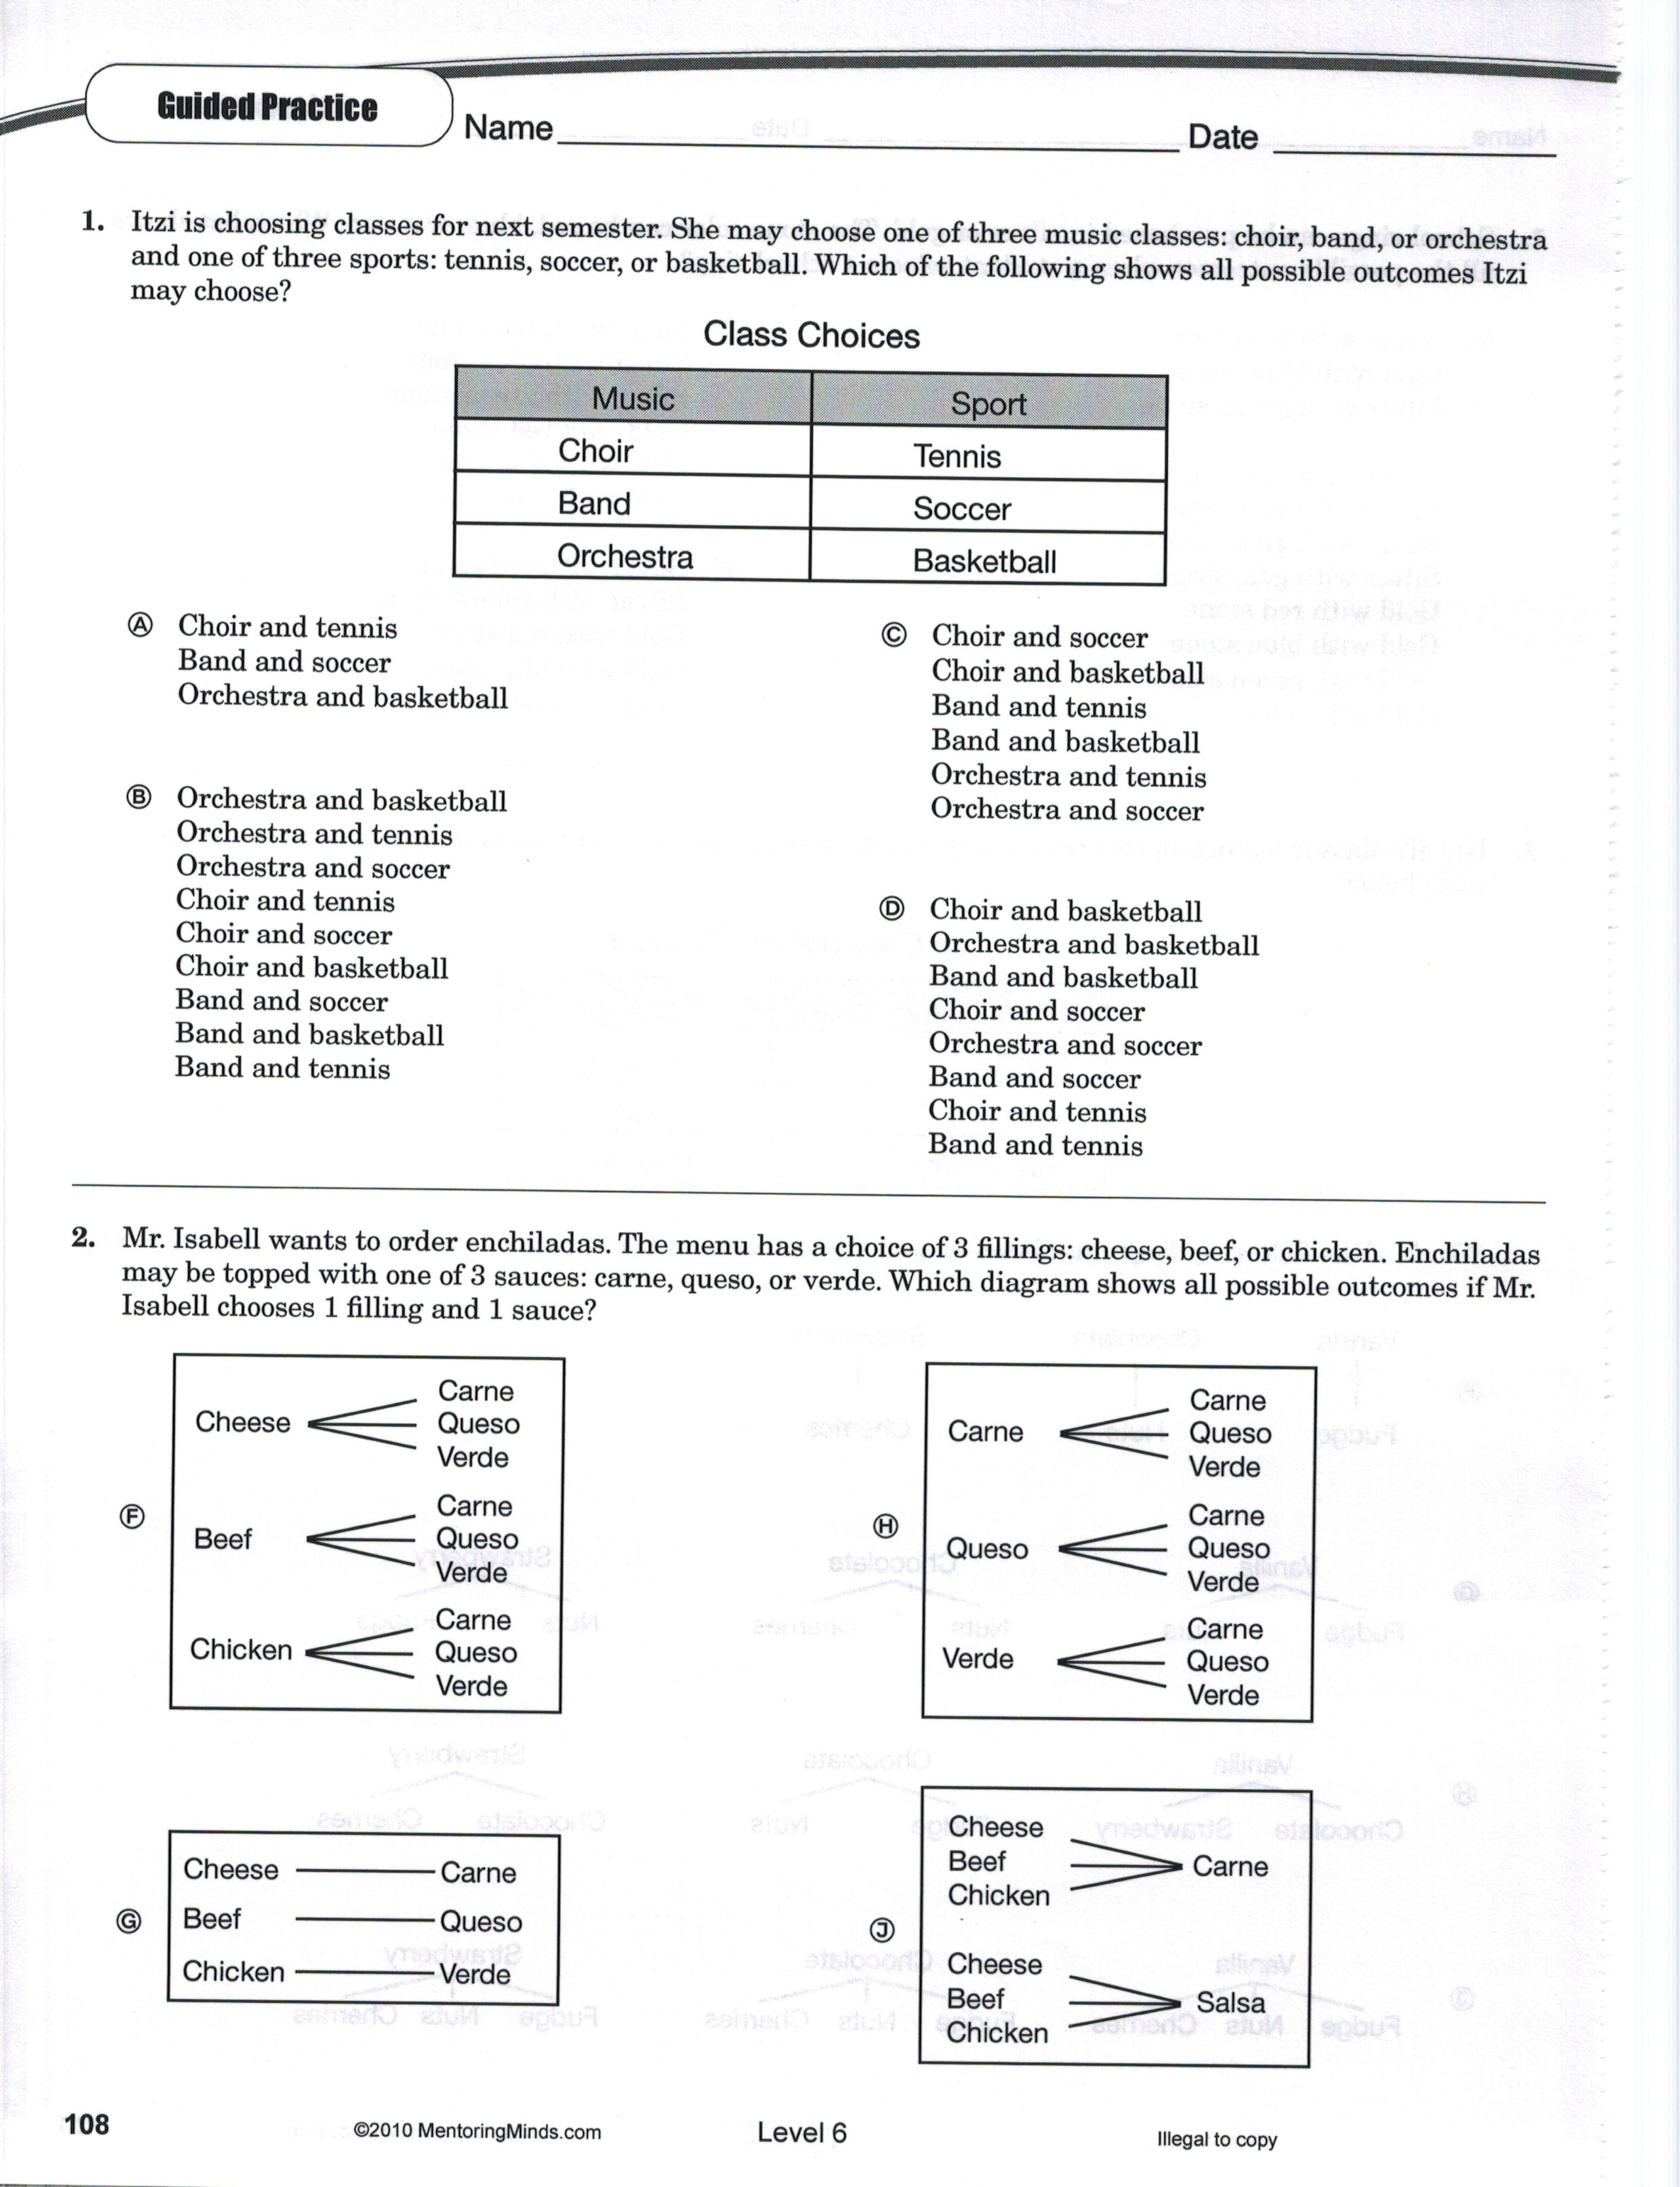 Guided Practice
Name
Date
1. Itzi is choosing classes for next semester. She may choose one of three music classes: choir, band, or orchestra
and one of three sports: tennis, soccer, or basketball. Which of the following shows all possible outcomes Itzi
may choose?
Class Choices
Music Sport
Choir Tennis
Band Soccer
Orchestra Basketball
Ⓐ Choir and tennis
Band and soccer
Orchestra and basketball
Ⓑ Orchestra and basketball
Orchestra and tennis
Orchestra and soccer
Choir and tennis
Choir and soccer
Choir and basketball
Band and soccer
Band and basketball
Band and tennis
Ⓒ Choir and soccer
Choir and basketball
Band and tennis
Band and basketball
Orchestra and tennis
Orchestra and soccer
Ⓓ Choir and basketball
Orchestra and basketball
Band and basketball
Choir and soccer
Orchestra and soccer
Band and soccer
Choir and tennis
Band and tennis
2. Mr. Isabell wants to order enchiladas. The menu has a choice of 3 fillings: cheese, beef, or chicken. Enchiladas
may be topped with one of 3 sauces: carne, queso, or verde. Which diagram shows all possible outcomes if Mr.
Isabell chooses 1 filling and 1 sauce?
Ⓕ
Carne
Cheese Queso
Verde
Carne
Beef Queso
Verde
Carne
Chicken Queso
Verde
Ⓖ
Cheese Carne
Beef Queso
Chicken Verde
Ⓗ
Carne
Carne Queso
Verde
Carne
Queso Queso
Verde
Carne
Verde Queso
Verde
Ⓙ
Cheese
Beef Carne
Chicken
Cheese
Beef Salsa
Chicken
108 ©2010 MentoringMinds.com Level 6 Illegal to copy